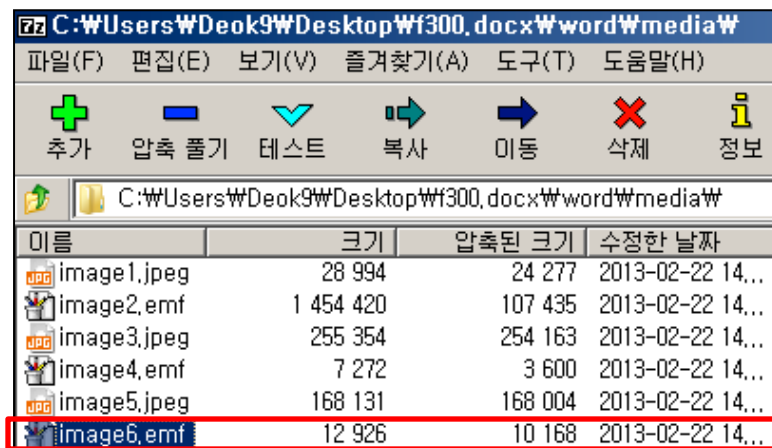 C:₩Users₩Deok9₩Desktop₩f300.docx₩word₩media₩
파일(F) 편집(E) 보기(V) 즐겨찾기(A) 도구(T) 도움말(H)
추가 압축 풀기 테스트 복사 이동 삭제 정보
C:₩Users₩Deok9₩Desktop₩f300.docx₩word₩media₩
이름 크기 압축된 크기 수정한 날짜
image1.jpeg 28 994 24 277 2013-02-22 14...
image2.emf 1 454 420 107 435 2013-02-22 14...
image3.jpeg 255 354 254 163 2013-02-22 14...
image4.emf 7 272 3 600 2013-02-22 14...
image5.jpeg 168 131 168 004 2013-02-22 14...
image6.emf 12 926 10 168 2013-02-22 14...